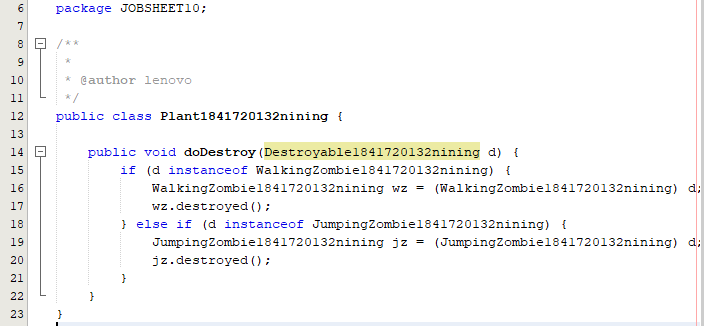 6 package JOBSHEET10;
7
8 /**
9 *
10 * @author lenovo
11 */
12 public class Plant1841720132nining {
13
14 public void doDestroy(Destroyable1841720132nining d) {
15 if (d instanceof WalkingZombie1841720132nining) {
16 WalkingZombie1841720132nining wz = (WalkingZombie1841720132nining) d;
17 wz.destroyed();
18 } else if (d instanceof JumpingZombie1841720132nining) {
19 JumpingZombie1841720132nining jz = (JumpingZombie1841720132nining) d;
20 jz.destroyed();
21 }
22 }
23 }